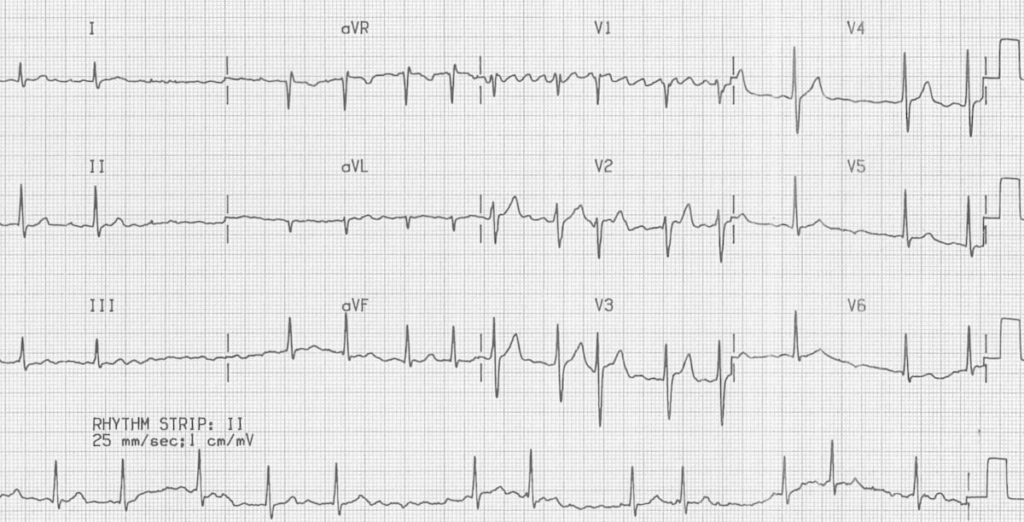 I aVR V1 V4
II aVL V2 V5
III aVF V3 V6
RHYTHM STRIP: II
25 mm/sec;1 cm/mV